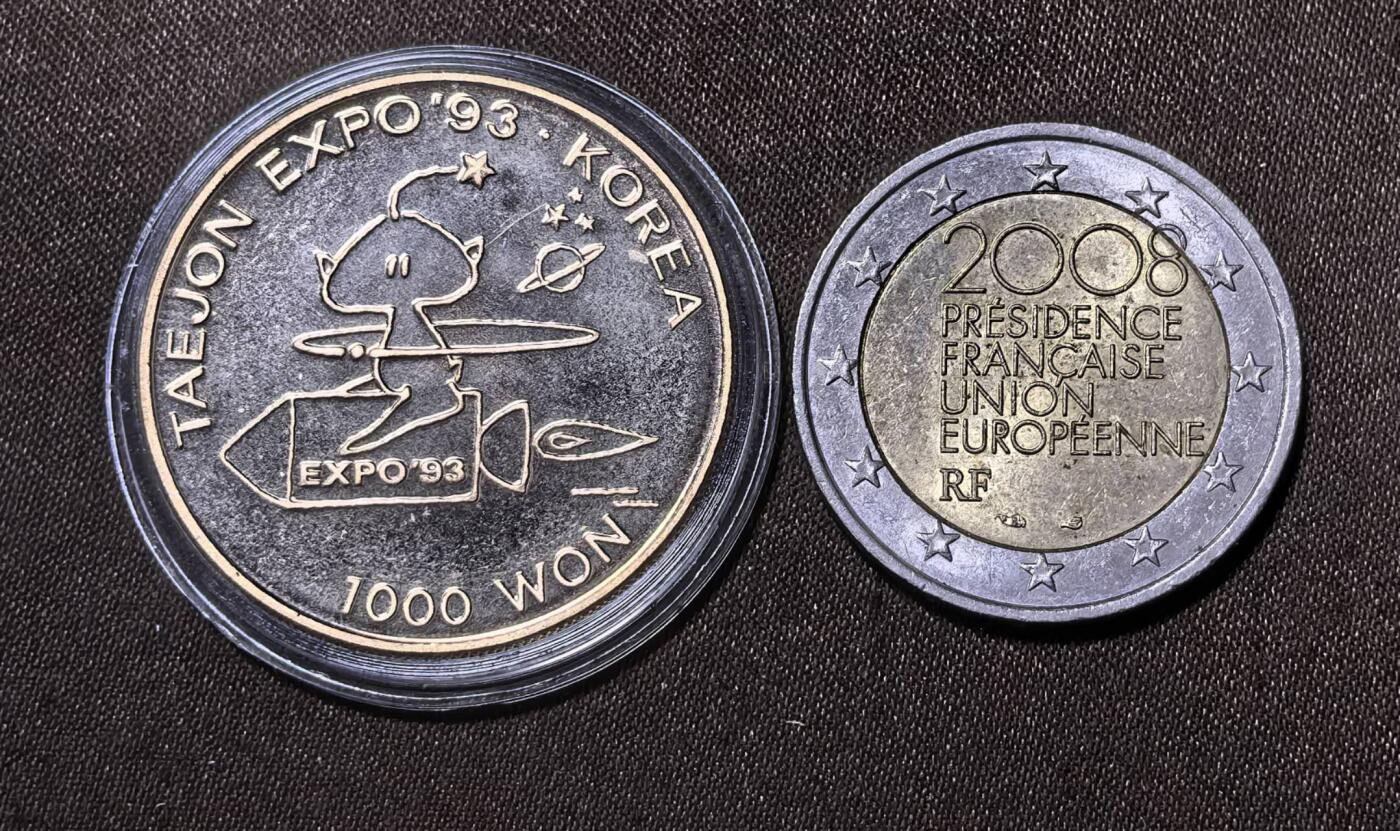 TAEJON EXPO '93 · KOREA
EXPO '93
1000 WON
2008
PRÉSIDENCE
FRANÇAISE
UNION
EUROPÉENNE
RF